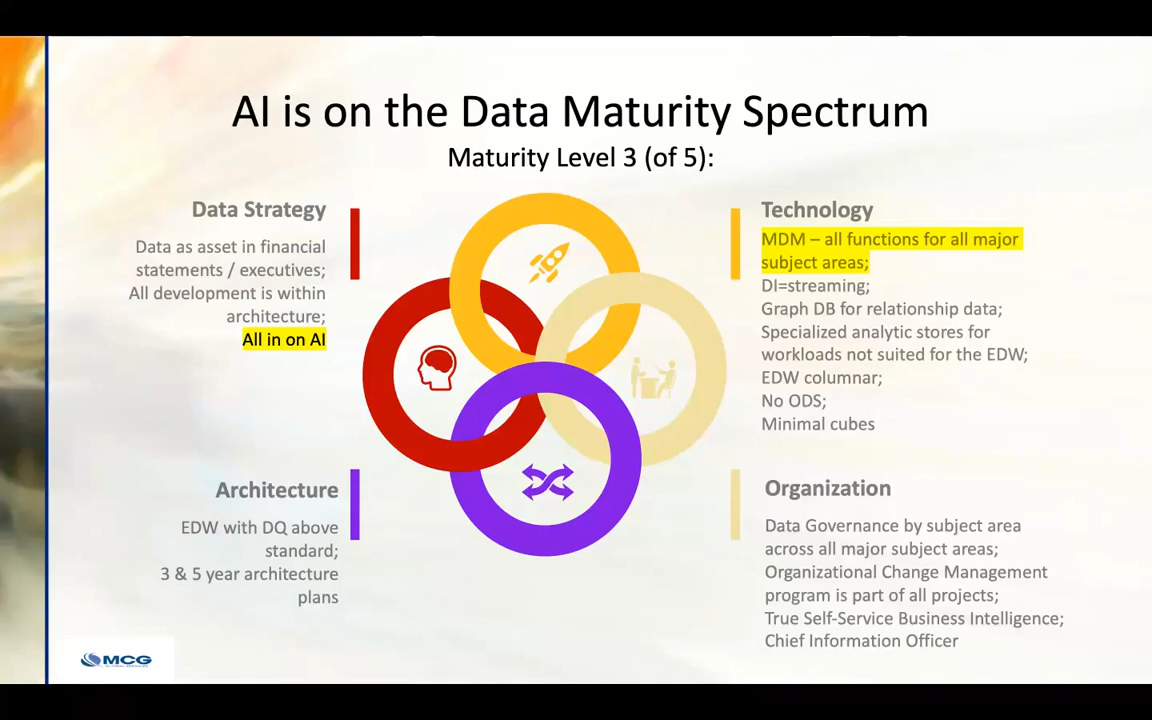 AI is on the Data Maturity Spectrum
Maturity Level 3 (of 5):
Data Strategy
Data as asset in financial
statements / executives;
All development is within
architecture;
All in on AI
Technology
MDM – all functions for all major
subject areas;
DI=streaming;
Graph DB for relationship data;
Specialized analytic stores for
workloads not suited for the EDW;
EDW columnar;
No ODS;
Minimal cubes
Architecture
EDW with DQ above
standard;
3 & 5 year architecture
plans
Organization
Data Governance by subject area
across all major subject areas;
Organizational Change Management
program is part of all projects;
True Self-Service Business Intelligence;
Chief Information Officer
MCG